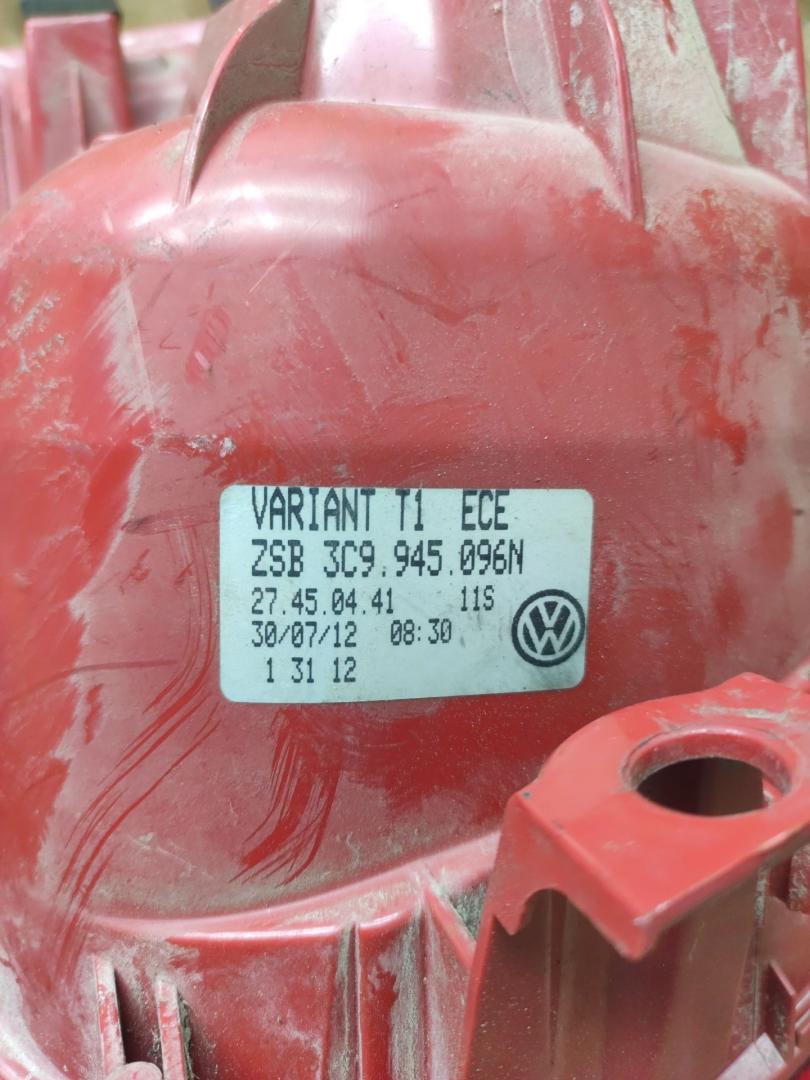 VARIANT T1 ECE
ZSB 3C9.945.096N
27.45.04.41 11S
30/07/12 08:30
1 31 12